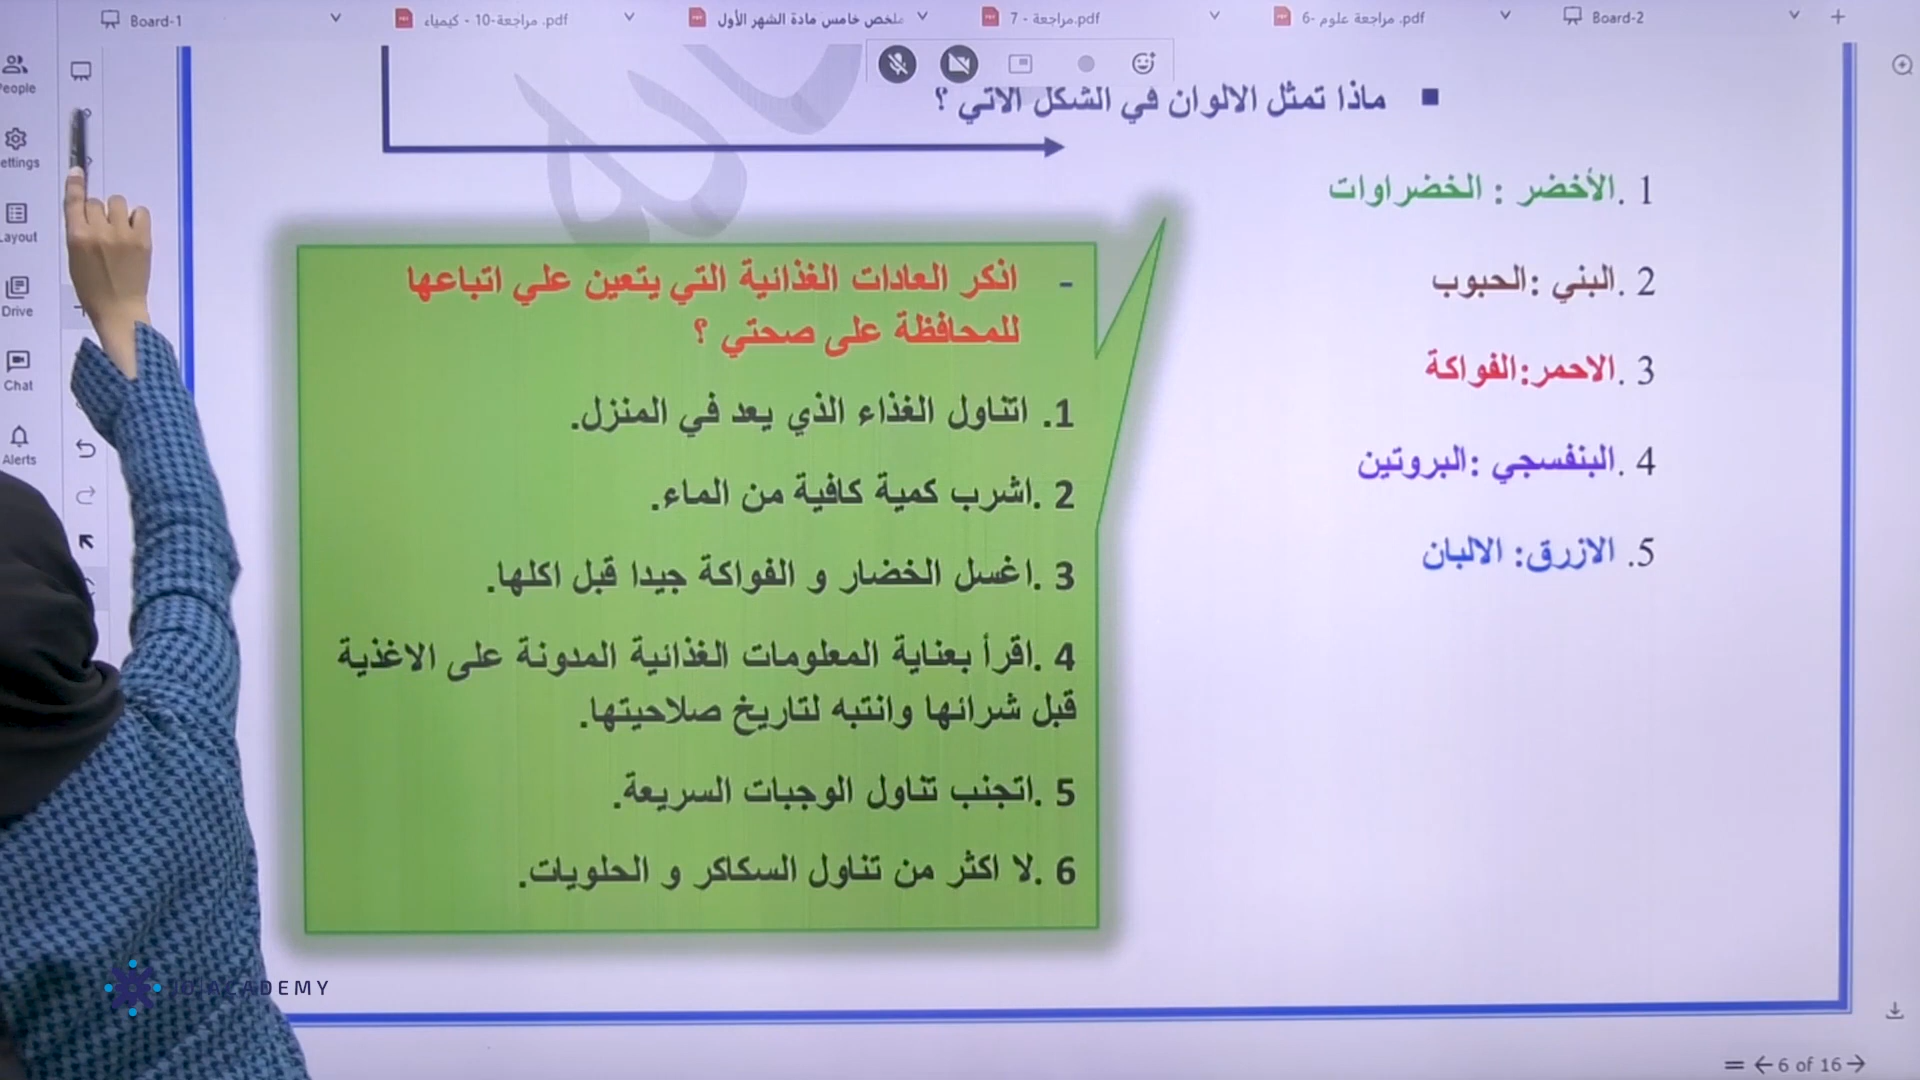 Board-1
مراجعة-10 - كيمياء .pdf
ملخص خامس مادة الشهر الأول
مراجعة - 7.pdf
مراجعة علوم -6 .pdf
Board-2
People
Settings
Layout
Drive
Chat
Alerts
ماذا تمثل الالوان في الشكل الاتي ؟
1 .الأخضر : الخضراوات
2 .البني :الحبوب
3 .الاحمر:الفواكة
4 .البنفسجي :البروتين
5. الازرق: الالبان
- اذكر العادات الغذائية التي يتعين علي اتباعها
للمحافظة على صحتي ؟
1. اتناول الغذاء الذي يعد في المنزل.
2 .اشرب كمية كافية من الماء.
3 .اغسل الخضار و الفواكة جيدا قبل اكلها.
4 .اقرأ بعناية المعلومات الغذائية المدونة على الاغذية
قبل شرائها وانتبه لتاريخ صلاحيتها.
5 .اتجنب تناول الوجبات السريعة.
6 .لا اكثر من تناول السكاكر و الحلويات.
JO ACADEMY
6 of 16